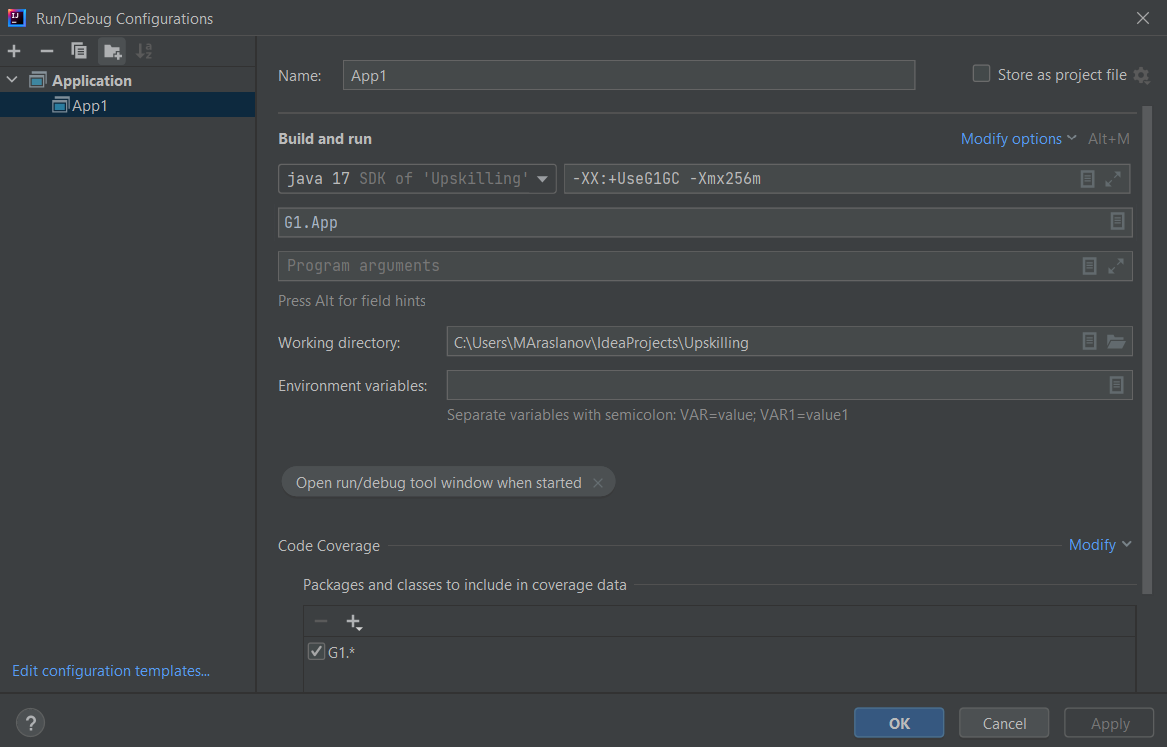 Run/Debug Configurations
Application
App1
Edit configuration templates...
Name:
App1
Store as project file
Build and run
Modify options
Alt+M
java 17 SDK of 'Upskilling'
-XX:+UseG1GC -Xmx256m
G1.App
Program arguments
Press Alt for field hints
Working directory:
C:\Users\MAraslanov\IdeaProjects\Upskilling
Environment variables:
Separate variables with semicolon: VAR=value; VAR1=value1
Open run/debug tool window when started
Code Coverage
Modify
Packages and classes to include in coverage data
G1.*
?
OK
Cancel
Apply